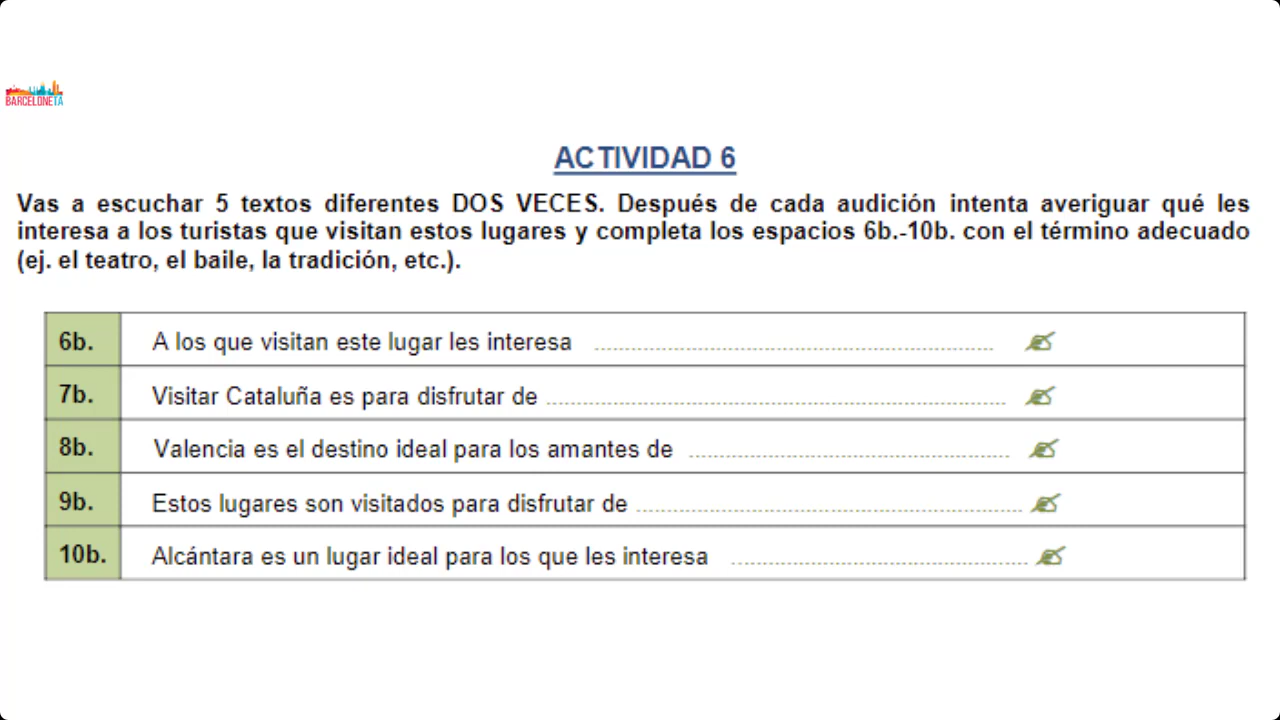 BARCELONETA
ACTIVIDAD 6
Vas a escuchar 5 textos diferentes DOS VECES. Después de cada audición intenta averiguar qué les
interesa a los turistas que visitan estos lugares y completa los espacios 6b.-10b. con el término adecuado
(ej. el teatro, el baile, la tradición, etc.).
6b. A los que visitan este lugar les interesa ..........................................................
7b. Visitar Cataluña es para disfrutar de ..........................................................
8b. Valencia es el destino ideal para los amantes de ..........................................................
9b. Estos lugares son visitados para disfrutar de ..........................................................
10b. Alcántara es un lugar ideal para los que les interesa ..........................................................